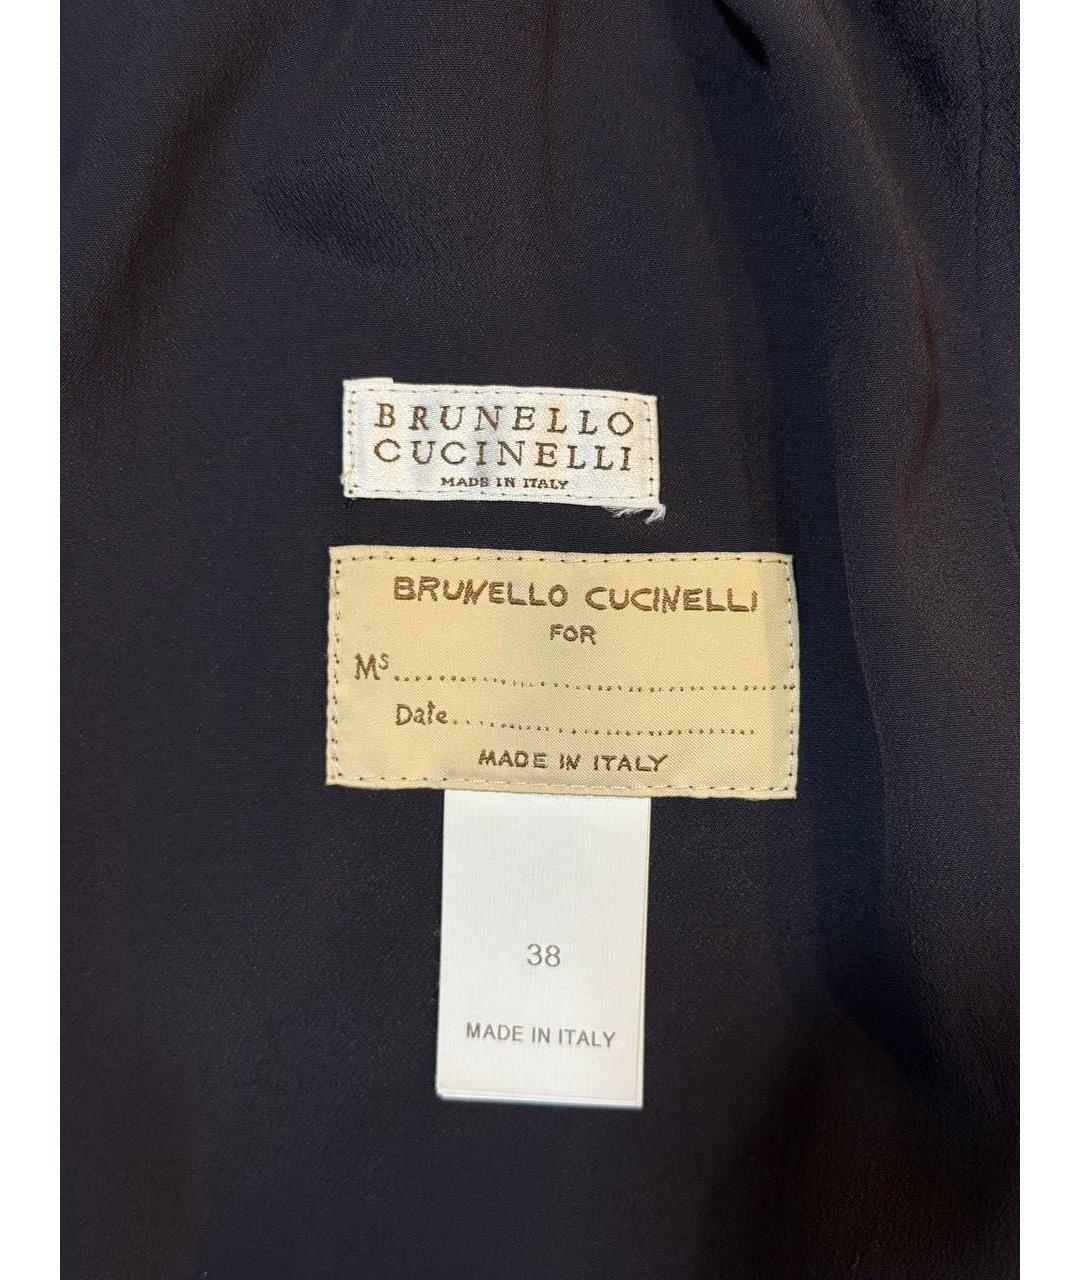 BRUNELLO
CUCINELLI
MADE IN ITALY
BRUNELLO CUCINELLI
FOR
Ms........................................
Date..............................
MADE IN ITALY
38
MADE IN ITALY